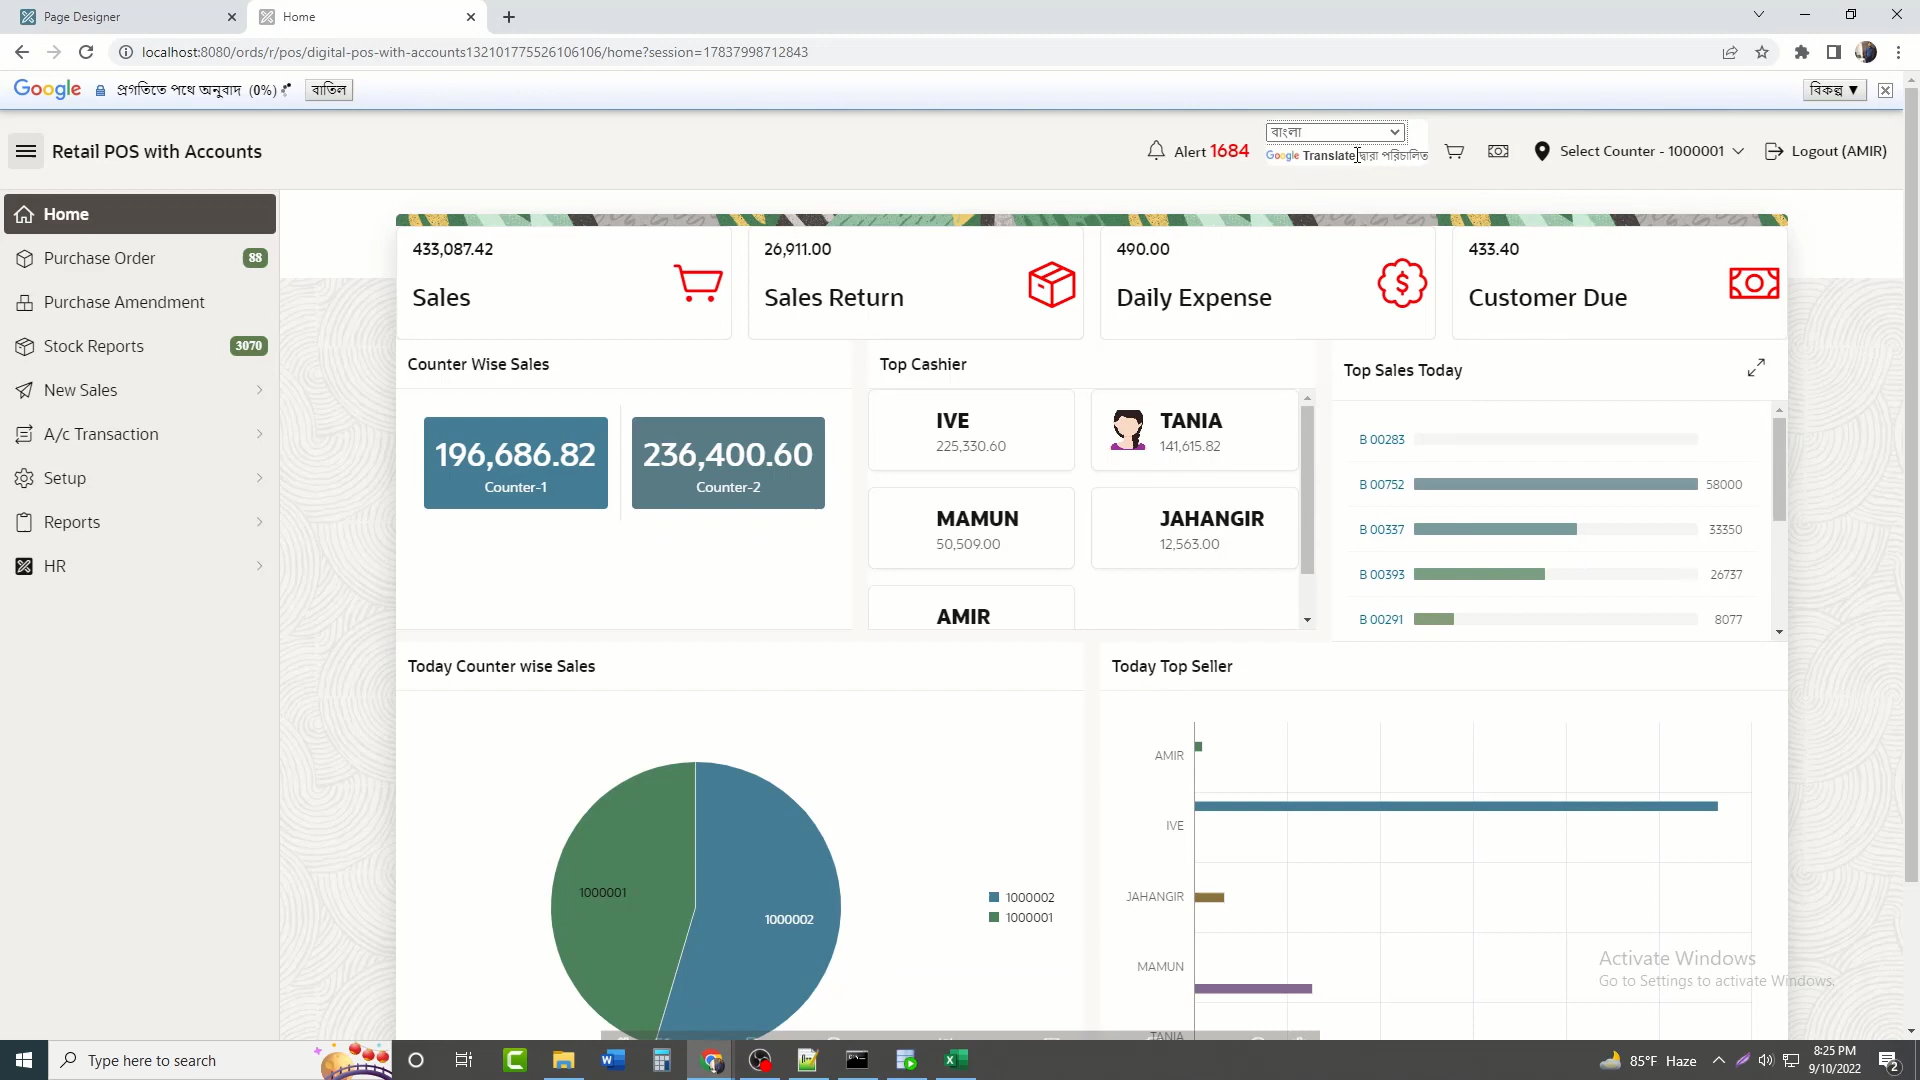 Page Designer
Home
localhost:8080/ords/r/pos/digital-pos-with-accounts132101775526106106/home?session=17837998712843
Google প্রগতিতে পথে অনুবাদ (0%) বাতিল
বিকল্প ▼
Retail POS with Accounts
Alert 1684
বাংলা
Google Translate দ্বারা পরিচালিত
Select Counter - 1000001
Logout (AMIR)
Home
Purchase Order 88
Purchase Amendment
Stock Reports 3070
New Sales
A/c Transaction
Setup
Reports
HR
433,087.42
Sales
26,911.00
Sales Return
490.00
Daily Expense
433.40
Customer Due
Counter Wise Sales
196,686.82
Counter-1
236,400.60
Counter-2
Top Cashier
IVE
225,330.60
TANIA
141,615.82
MAMUN
50,509.00
JAHANGIR
12,563.00
AMIR
Top Sales Today
B 00283
B 00752 58000
B 00337 33350
B 00393 26737
B 00291 8077
Today Counter wise Sales
1000001
1000002
1000002
1000001
Today Top Seller
AMIR
IVE
JAHANGIR
MAMUN
TANIA
Activate Windows
Go to Settings to activate Windows.
Type here to search
85°F Haze
8:25 PM
9/10/2022
2